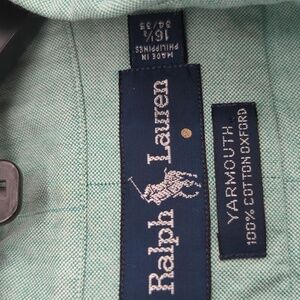 Ralph Lauren
YARMOUTH
100% COTTON OXFORD
16½
34/35
MADE IN
PHILIPPINES